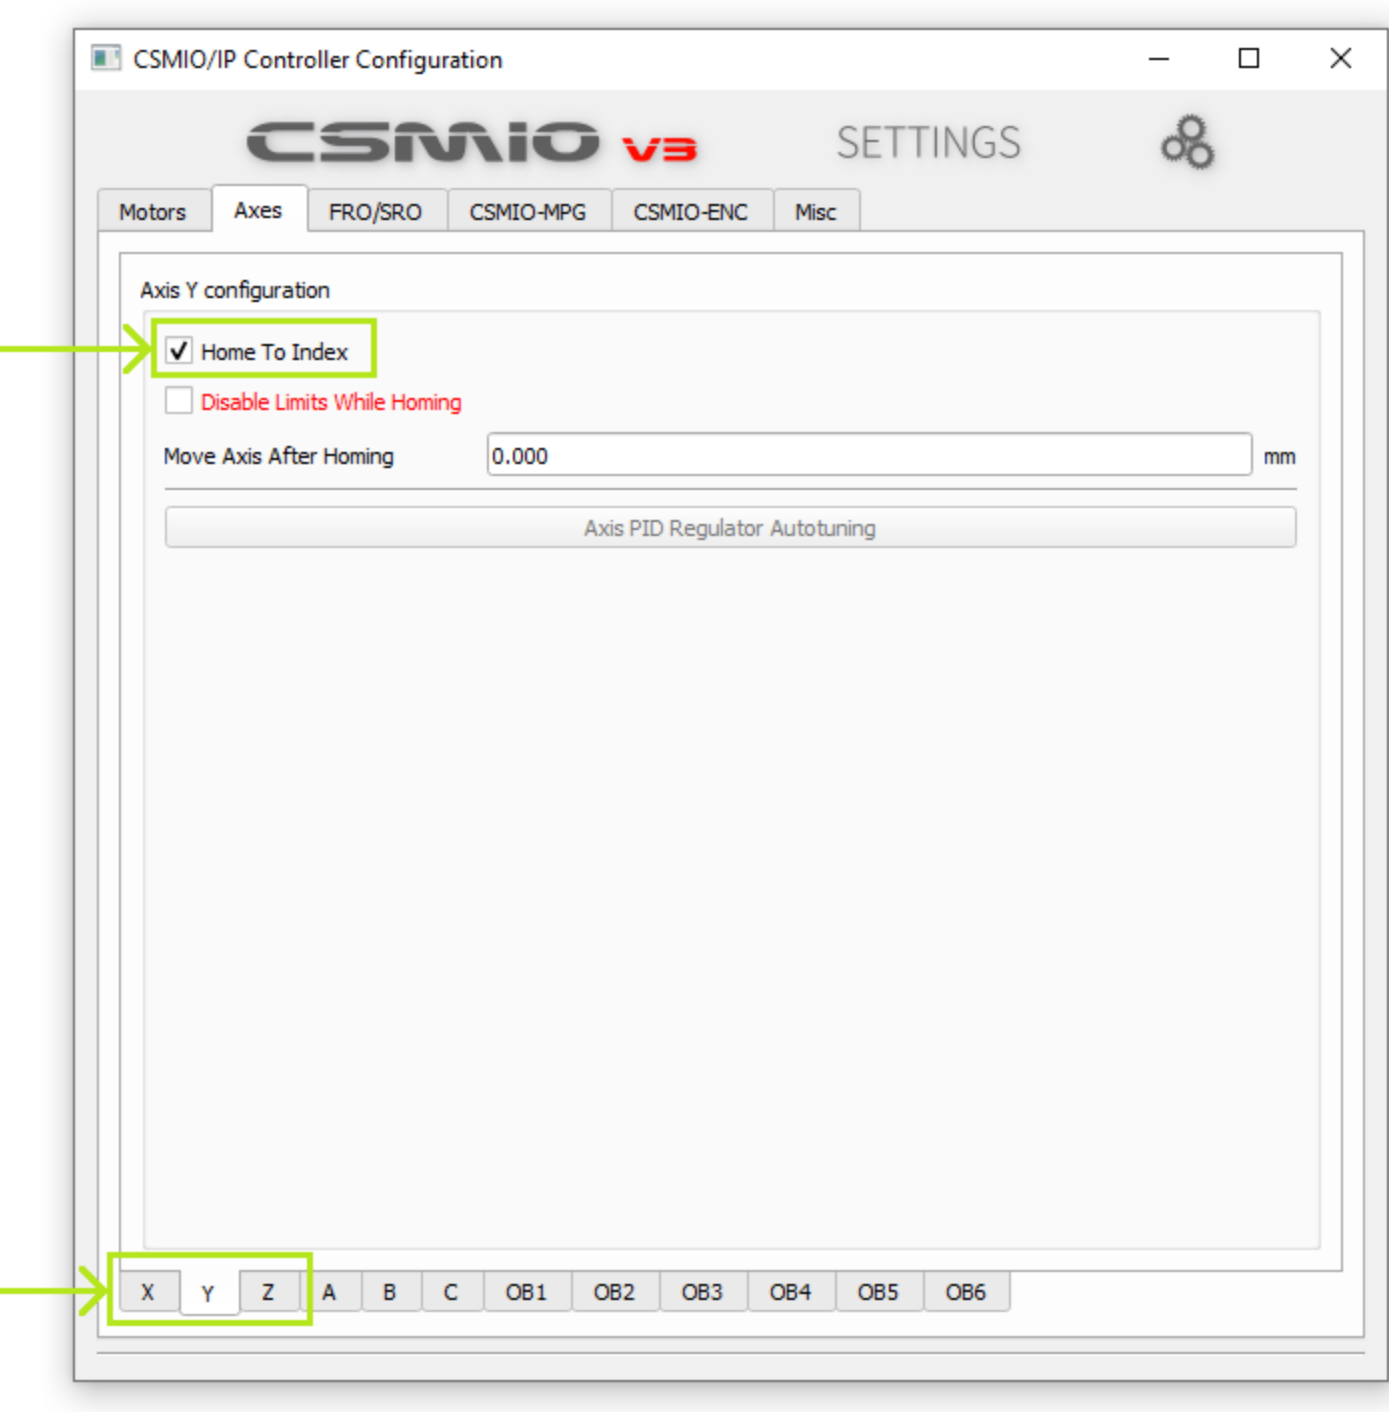 CSMIO/IP Controller Configuration
CSMIO v3 SETTINGS
Motors Axes FRO/SRO CSMIO-MPG CSMIO-ENC Misc
Axis Y configuration
Home To Index
Disable Limits While Homing
Move Axis After Homing 0.000 mm
Axis PID Regulator Autotuning
X Y Z A B C OB1 OB2 OB3 OB4 OB5 OB6